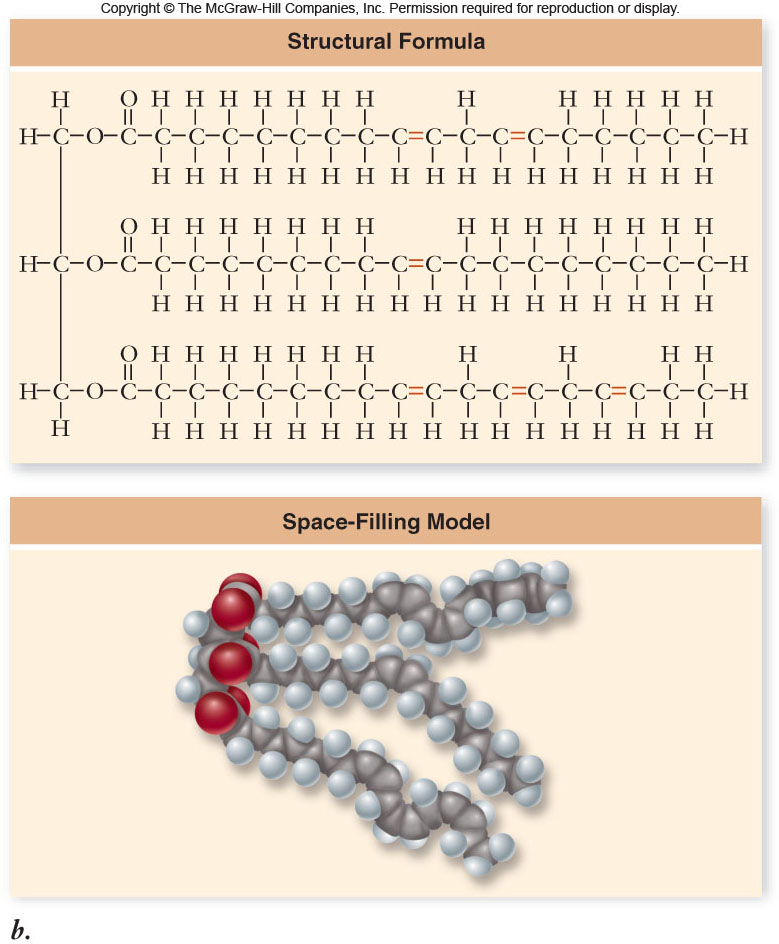 Copyright © The McGraw-Hill Companies, Inc. Permission required for reproduction or display.
Structural Formula
H O H H H H H H H H H H H H H
H–C–O–C–C–C–C–C–C–C–C–C=C–C–C=C–C–C–C–C–C–H
H H H H H H H H H H H H H H H H H
O H H H H H H H H H H H H H H H
H–C–O–C–C–C–C–C–C–C–C–C=C–C–C–C–C–C–C–C–C–H
H H H H H H H H H H H H H H H H H
O H H H H H H H H H H H
H–C–O–C–C–C–C–C–C–C–C–C=C–C–C=C–C–C=C–C–C–H
H H H H H H H H H H H H H H H H H H
Space-Filling Model
b.